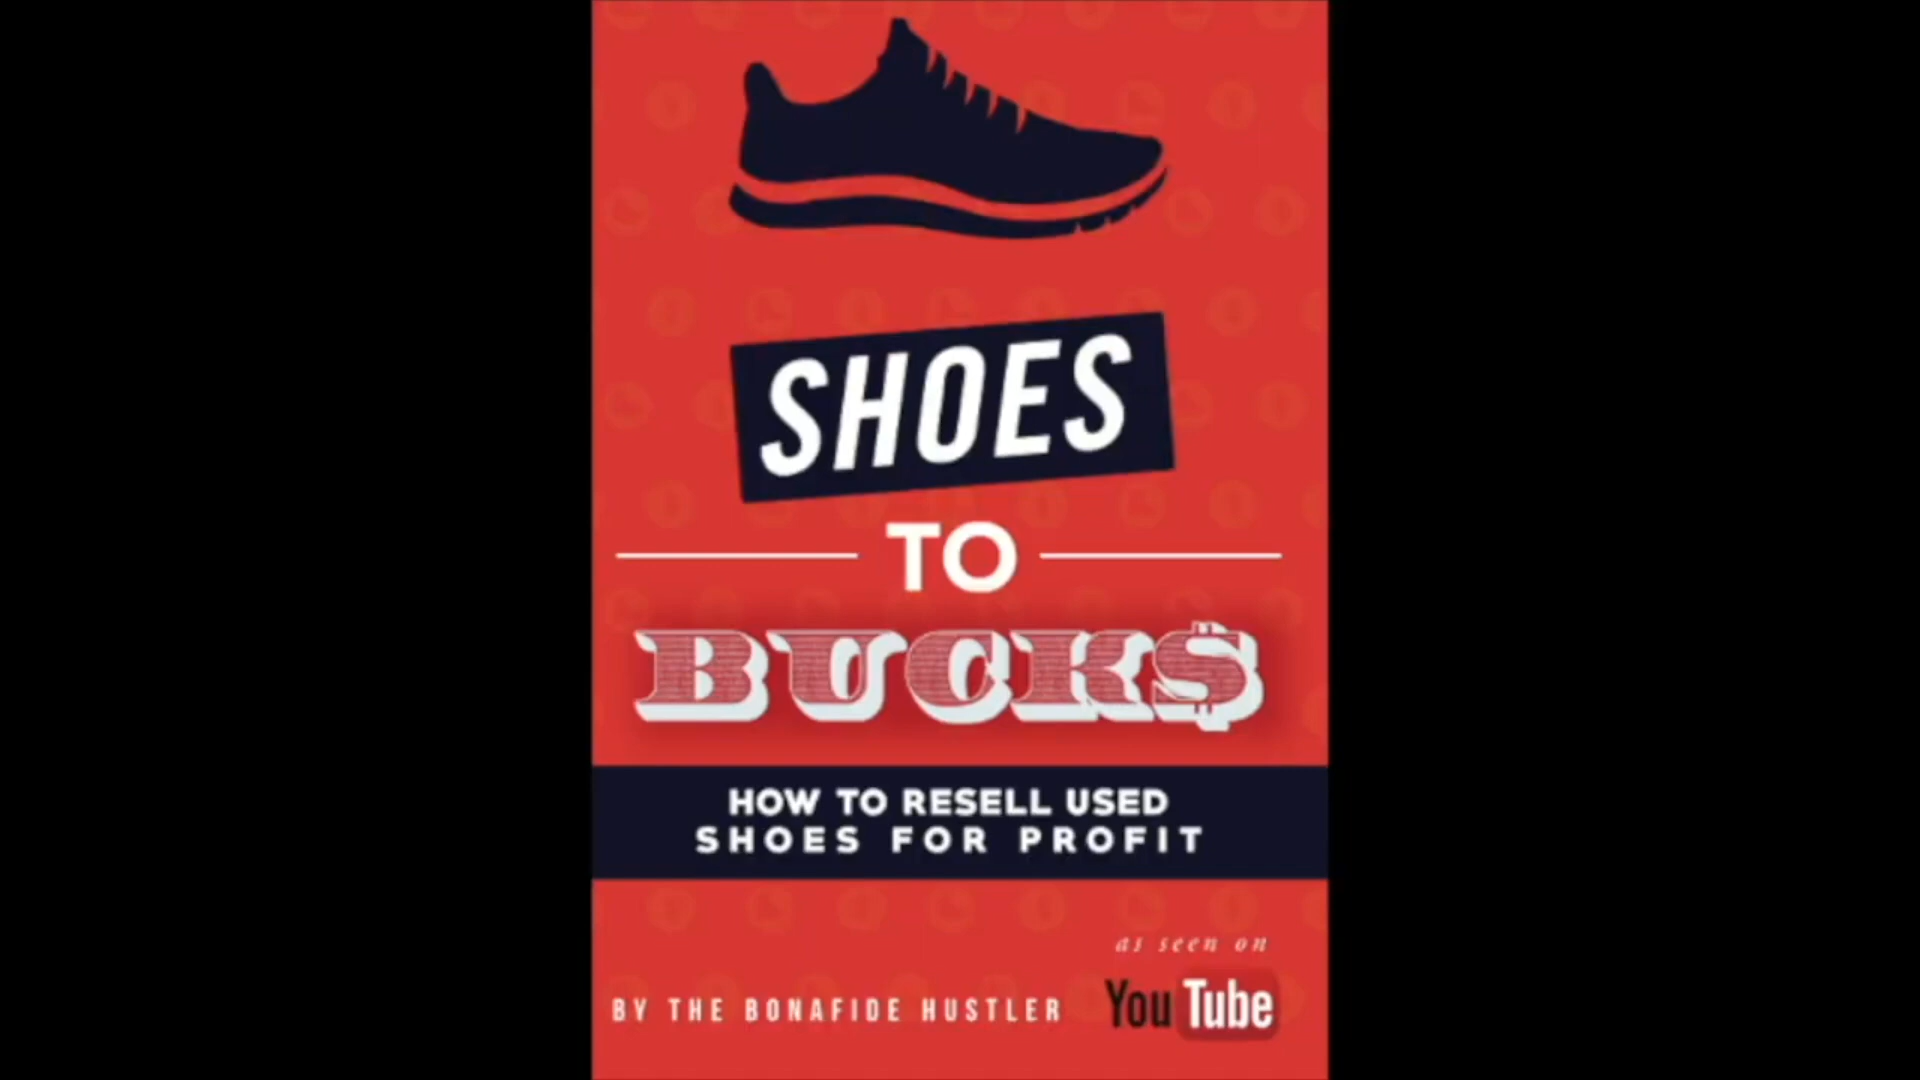 SHOES
TO
BUCK$
HOW TO RESELL USED
SHOES FOR PROFIT
as seen on
BY THE BONAFIDE HUSTLER
YouTube